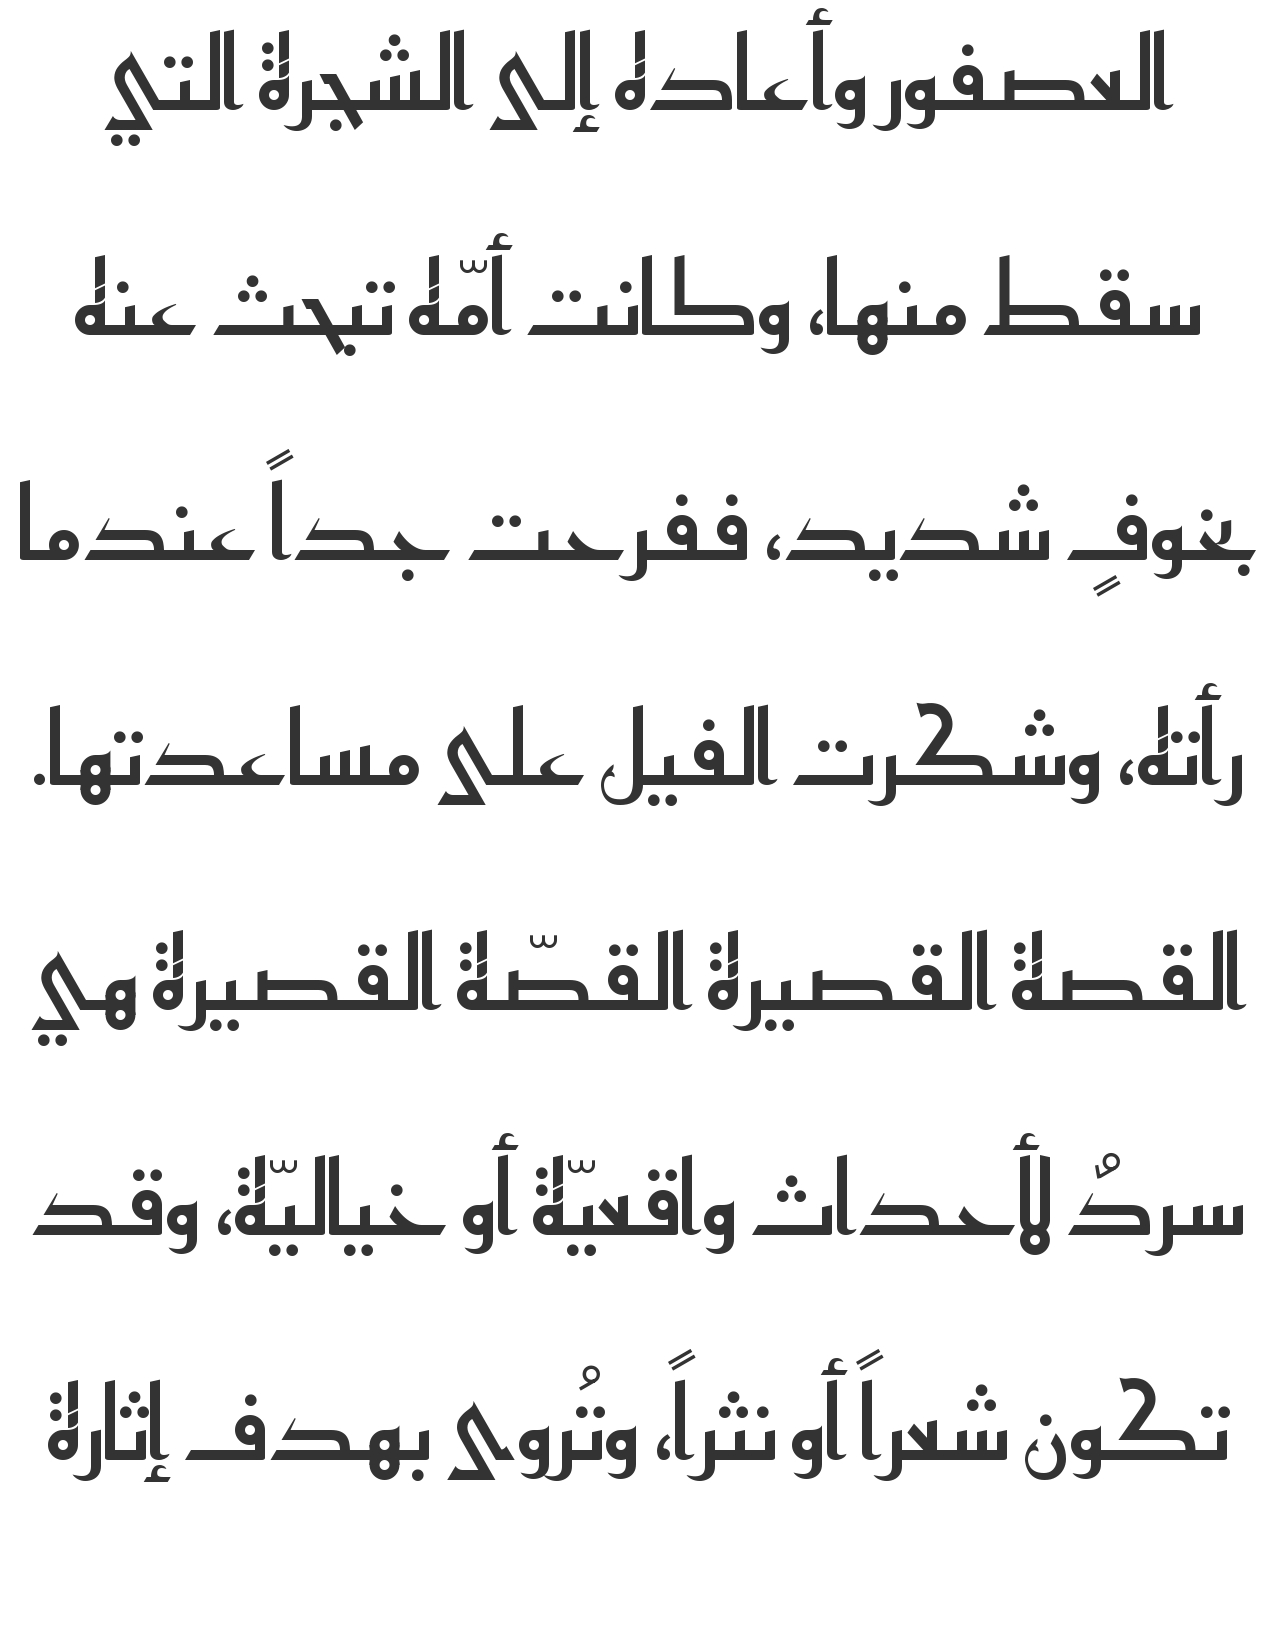 العصفور وأعاده إلى الشجرة التي
سقط منها، وكانت أمّه تبحث عنه
بخوفٍ شديد، ففرحت جداً عندما
رأته، وشكرت الفيل على مساعدتها.
القصة القصيرة القصّة القصيرة هي
سردٌ لأحداث واقعيّة أو خياليّة، وقد
تكون شعراً أو نثراً، وتُروى بهدف إثارة